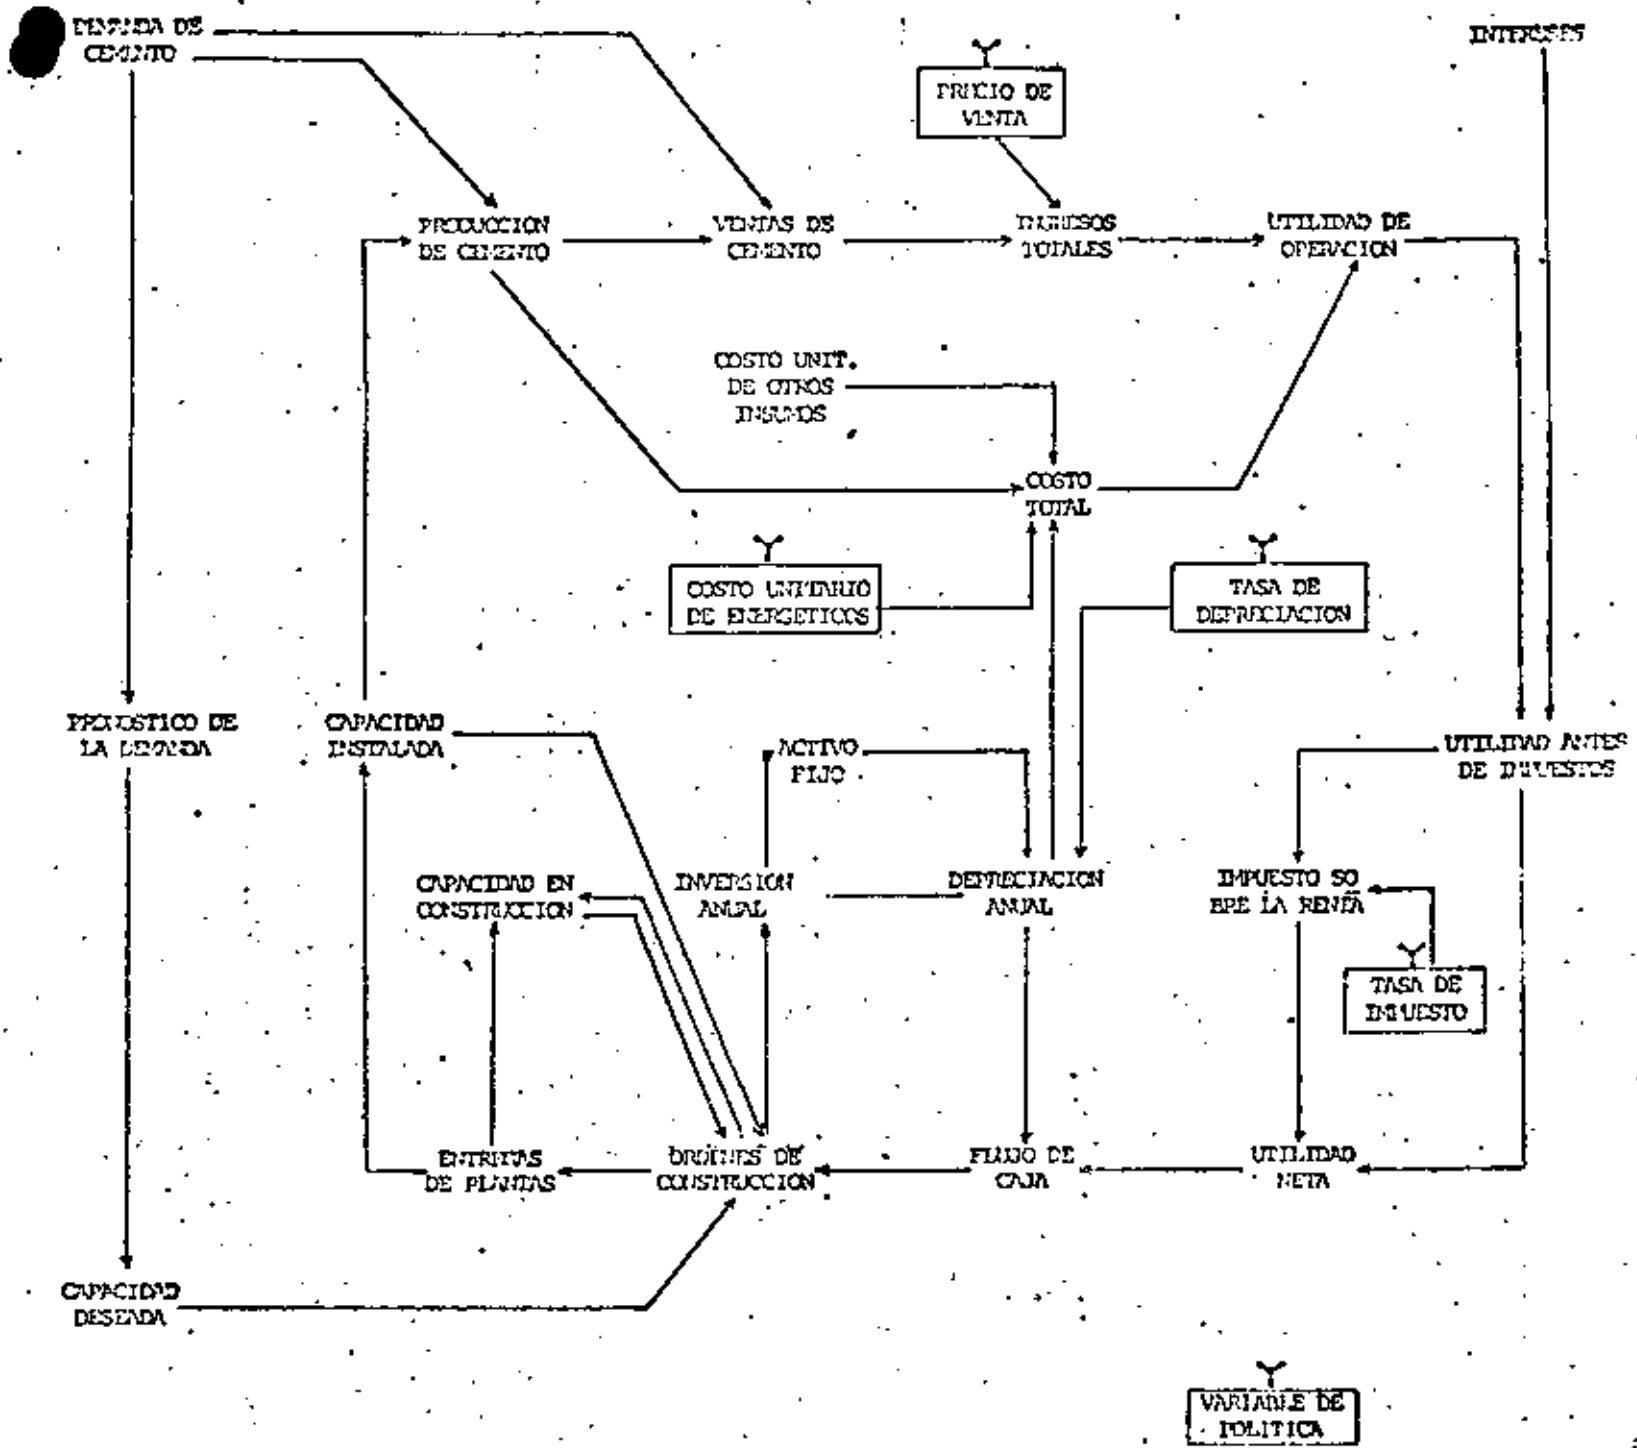 DEMANDA DE
CEMENTO
INTERESES
PRECIO DE
VENTA
PRODUCCION
DE CEMENTO
VENTAS DE
CEMENTO
INGRESOS
TOTALES
UTILIDAD DE
OPERACION
COSTO UNIT.
DE OTROS
INSUMOS
COSTO
TOTAL
COSTO UNITARIO
DE ENERGETICOS
TASA DE
DEPRECIACION
PRONOSTICO DE
LA DEMANDA
CAPACIDAD
INSTALADA
ACTIVO
FIJO
UTILIDAD ANTES
DE IMPUESTOS
CAPACIDAD EN
CONSTRUCCION
INVERSION
ANUAL
DEPRECIACION
ANUAL
IMPUESTO SO
BRE LA RENTA
TASA DE
IMPUESTO
ENTREGAS
DE PLANTAS
ORDENES DE
CONSTRUCCION
FLUJO DE
CAJA
UTILIDAD
NETA
CAPACIDAD
DESEADA
VARIABLE DE
POLITICA